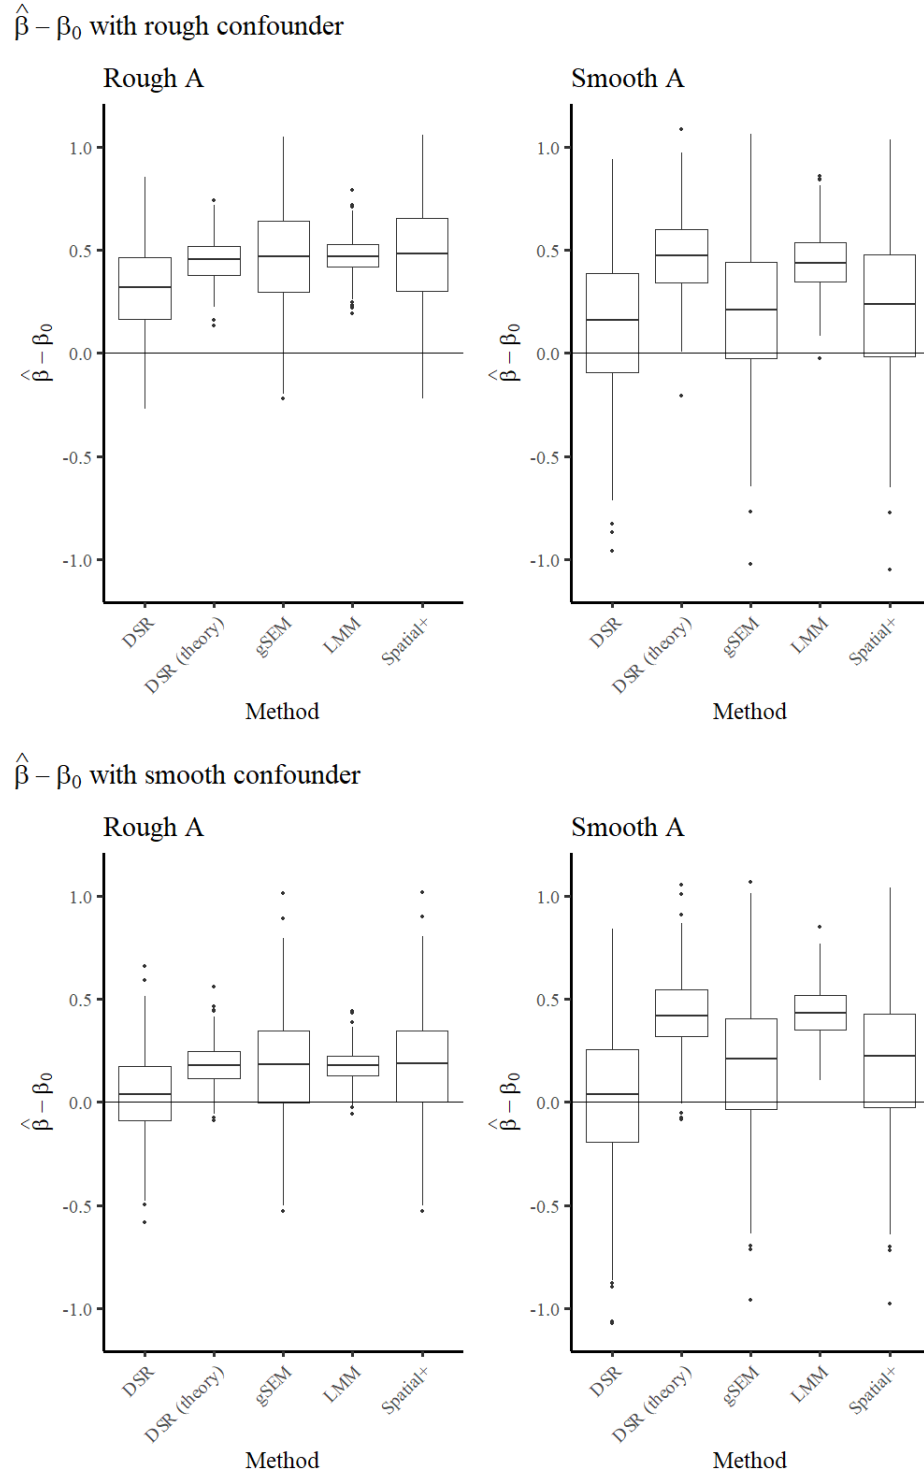 β̂ – β₀ with rough confounder
Rough A
Smooth A
β̂ – β₀
1.0
0.5
0.0
-0.5
-1.0
DSR
DSR (theory)
gSEM
LMM
Spatial+
Method
β̂ – β₀
1.0
0.5
0.0
-0.5
-1.0
DSR
DSR (theory)
gSEM
LMM
Spatial+
Method
β̂ – β₀ with smooth confounder
Rough A
Smooth A
β̂ – β₀
1.0
0.5
0.0
-0.5
-1.0
DSR
DSR (theory)
gSEM
LMM
Spatial+
Method
β̂ – β₀
1.0
0.5
0.0
-0.5
-1.0
DSR
DSR (theory)
gSEM
LMM
Spatial+
Method